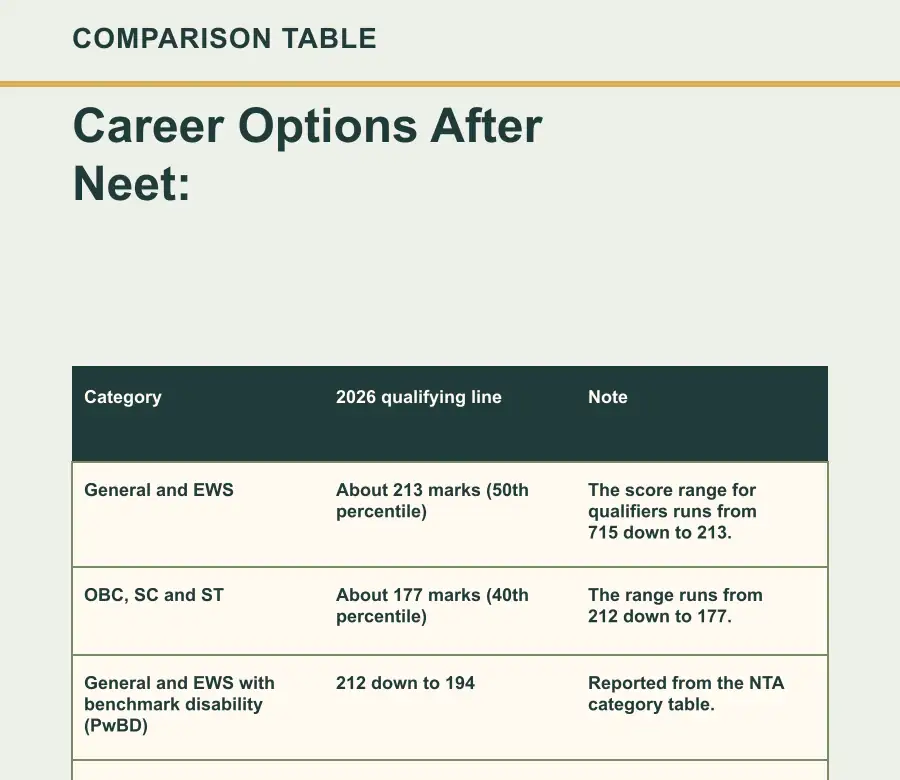 COMPARISON TABLE
Career Options After
Neet:
Category
2026 qualifying line
Note
General and EWS
About 213 marks (50th
percentile)
The score range for
qualifiers runs from
715 down to 213.
OBC, SC and ST
About 177 marks (40th
percentile)
The range runs from
212 down to 177.
General and EWS with
benchmark disability
(PwBD)
212 down to 194
Reported from the NTA
category table.